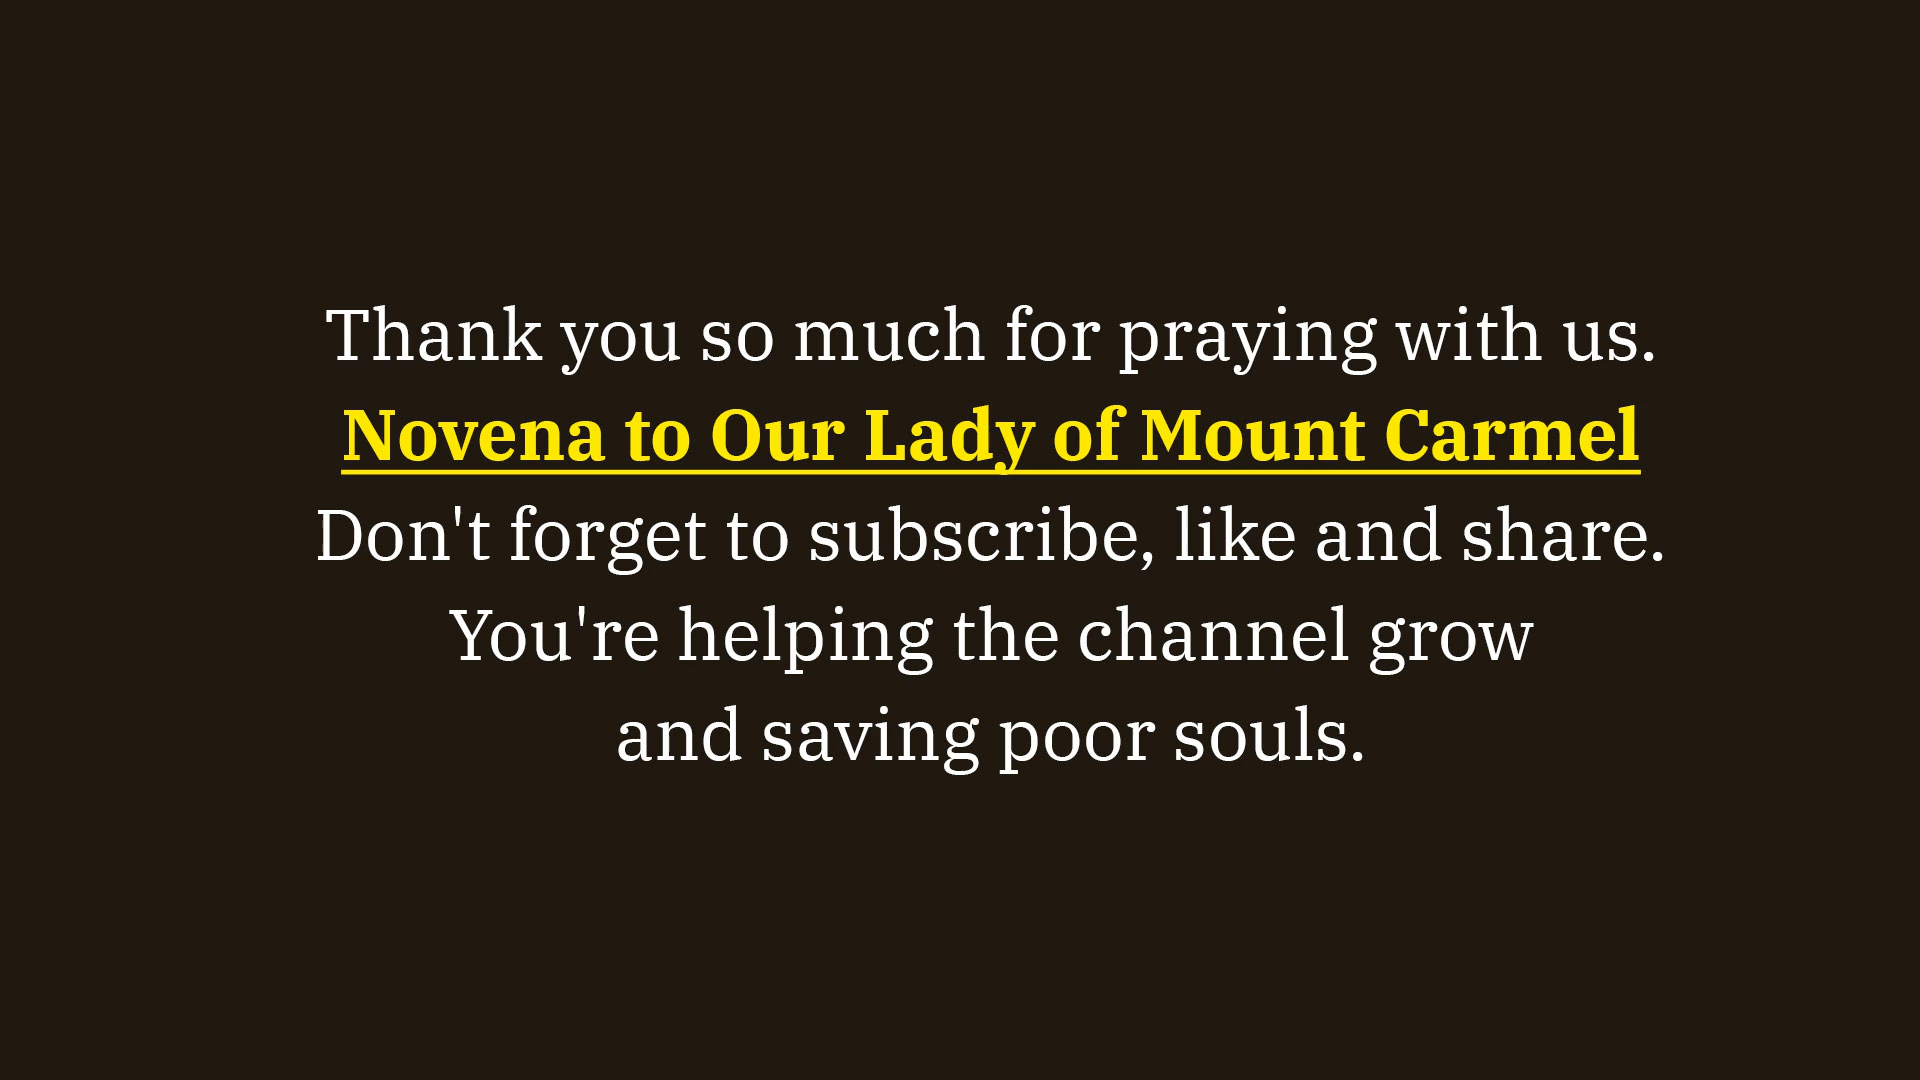 Thank you so much for praying with us.
Novena to Our Lady of Mount Carmel
Don't forget to subscribe, like and share.
You're helping the channel grow
and saving poor souls.